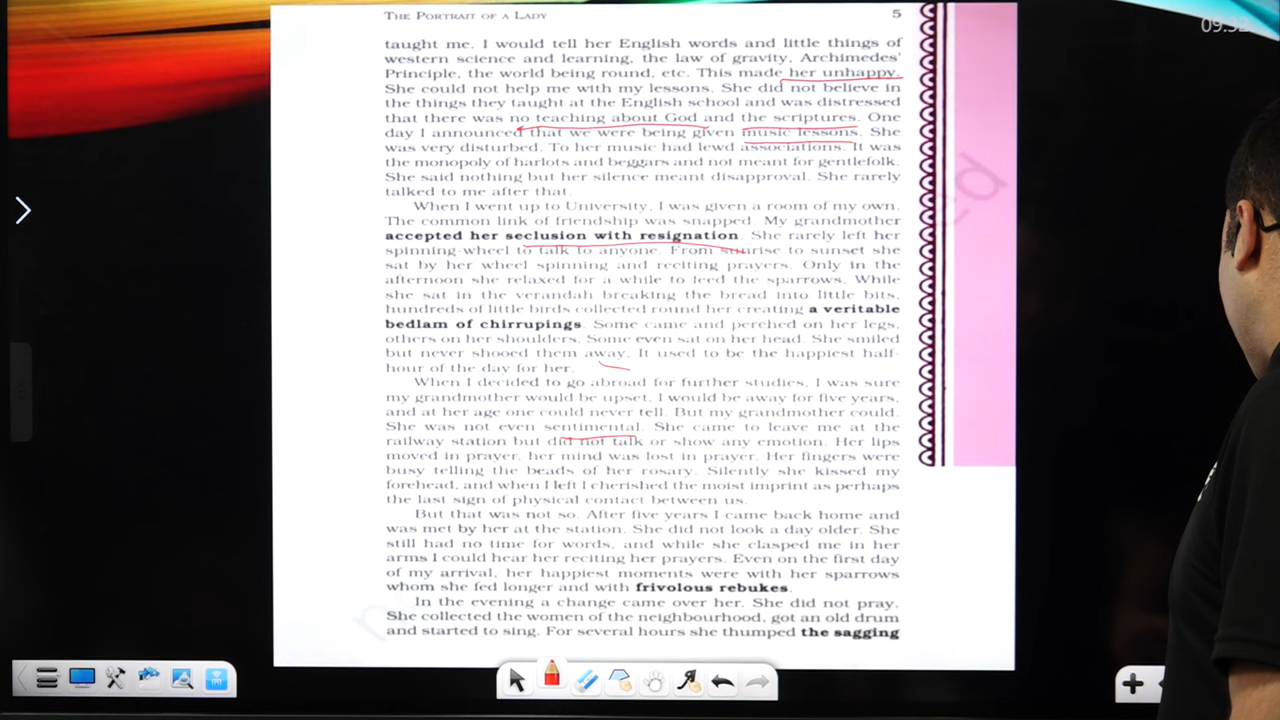 THE PORTRAIT OF A LADY 5
09:52
taught me. I would tell her English words and little things of
western science and learning, the law of gravity, Archimedes'
Principle, the world being round, etc. This made her unhappy.
She could not help me with my lessons. She did not believe in
the things they taught at the English school and was distressed
that there was no teaching about God and the scriptures. One
day I announced that we were being given music lessons. She
was very disturbed. To her music had lewd associations. It was
the monopoly of harlots and beggars and not meant for gentlefolk.
She said nothing but her silence meant disapproval. She rarely
talked to me after that.
When I went up to University, I was given a room of my own.
The common link of friendship was snapped. My grandmother
accepted her seclusion with resignation. She rarely left her
spinning-wheel to talk to anyone. From sunrise to sunset she
sat by her wheel spinning and reciting prayers. Only in the
afternoon she relaxed for a while to feed the sparrows. While
she sat in the verandah breaking the bread into little bits,
hundreds of little birds collected round her creating a veritable
bedlam of chirrupings. Some came and perched on her legs,
others on her shoulders. Some even sat on her head. She smiled
but never shooed them away. It used to be the happiest half-
hour of the day for her.
When I decided to go abroad for further studies, I was sure
my grandmother would be upset. I would be away for five years,
and at her age one could never tell. But my grandmother could.
She was not even sentimental. She came to leave me at the
railway station but did not talk or show any emotion. Her lips
moved in prayer, her mind was lost in prayer. Her fingers were
busy telling the beads of her rosary. Silently she kissed my
forehead, and when I left I cherished the moist imprint as perhaps
the last sign of physical contact between us.
But that was not so. After five years I came back home and
was met by her at the station. She did not look a day older. She
still had no time for words, and while she clasped me in her
arms I could hear her reciting her prayers. Even on the first day
of my arrival, her happiest moments were with her sparrows
whom she fed longer and with frivolous rebukes.
In the evening a change came over her. She did not pray.
She collected the women of the neighbourhood, got an old drum
and started to sing. For several hours she thumped the sagging